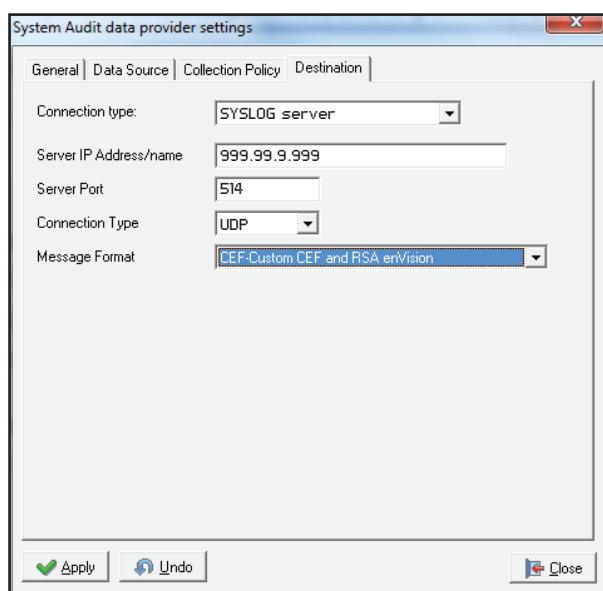 System Audit data provider settings
General Data Source Collection Policy Destination
Connection type: SYSLOG server
Server IP Address/name 999.99.9.999
Server Port 514
Connection Type UDP
Message Format CEF-Custom CEF and RSA enVision
Apply Undo Close